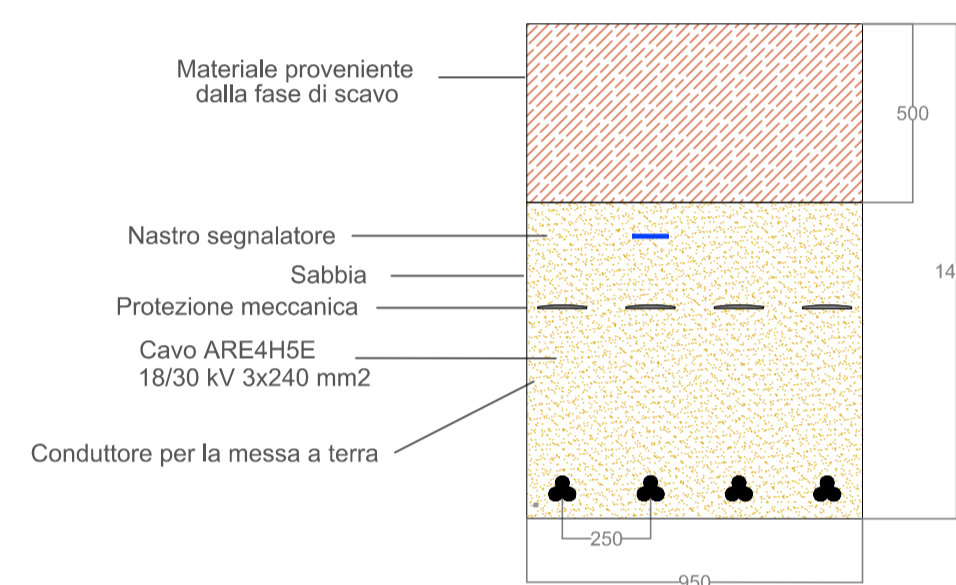 Materiale proveniente
dalla fase di scavo
500
Nastro segnalatore
Sabbia
14
Protezione meccanica
Cavo ARE4H5E
18/30 kV 3x240 mm2
Conduttore per la messa a terra
250
950